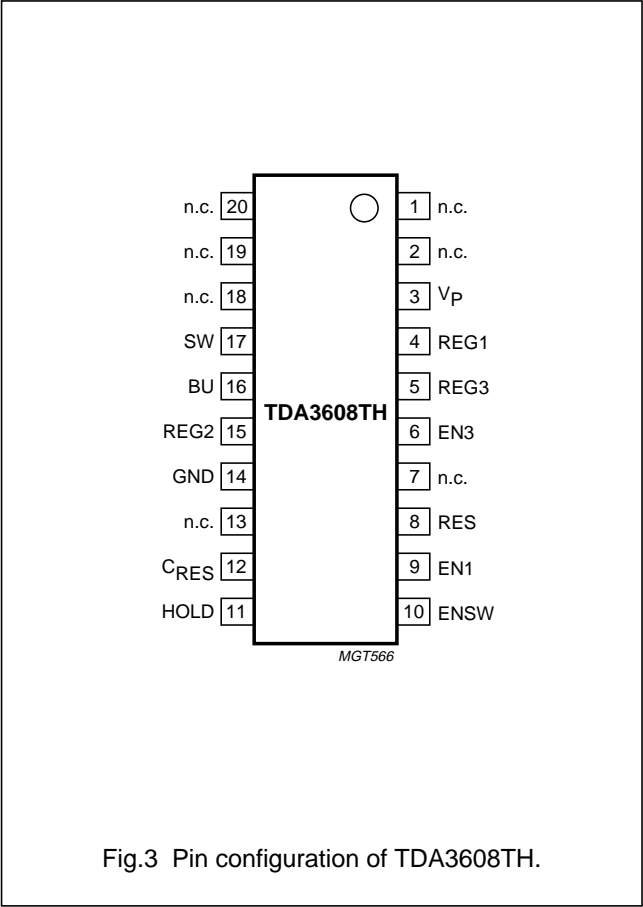 n.c. 20 1 n.c.
n.c. 19 2 n.c.
n.c. 18 3 VP
SW 17 4 REG1
BU 16 5 REG3
TDA3608TH
REG2 15 6 EN3
GND 14 7 n.c.
n.c. 13 8 RES
CRES 12 9 EN1
HOLD 11 10 ENSW
MGT566
Fig.3 Pin configuration of TDA3608TH.